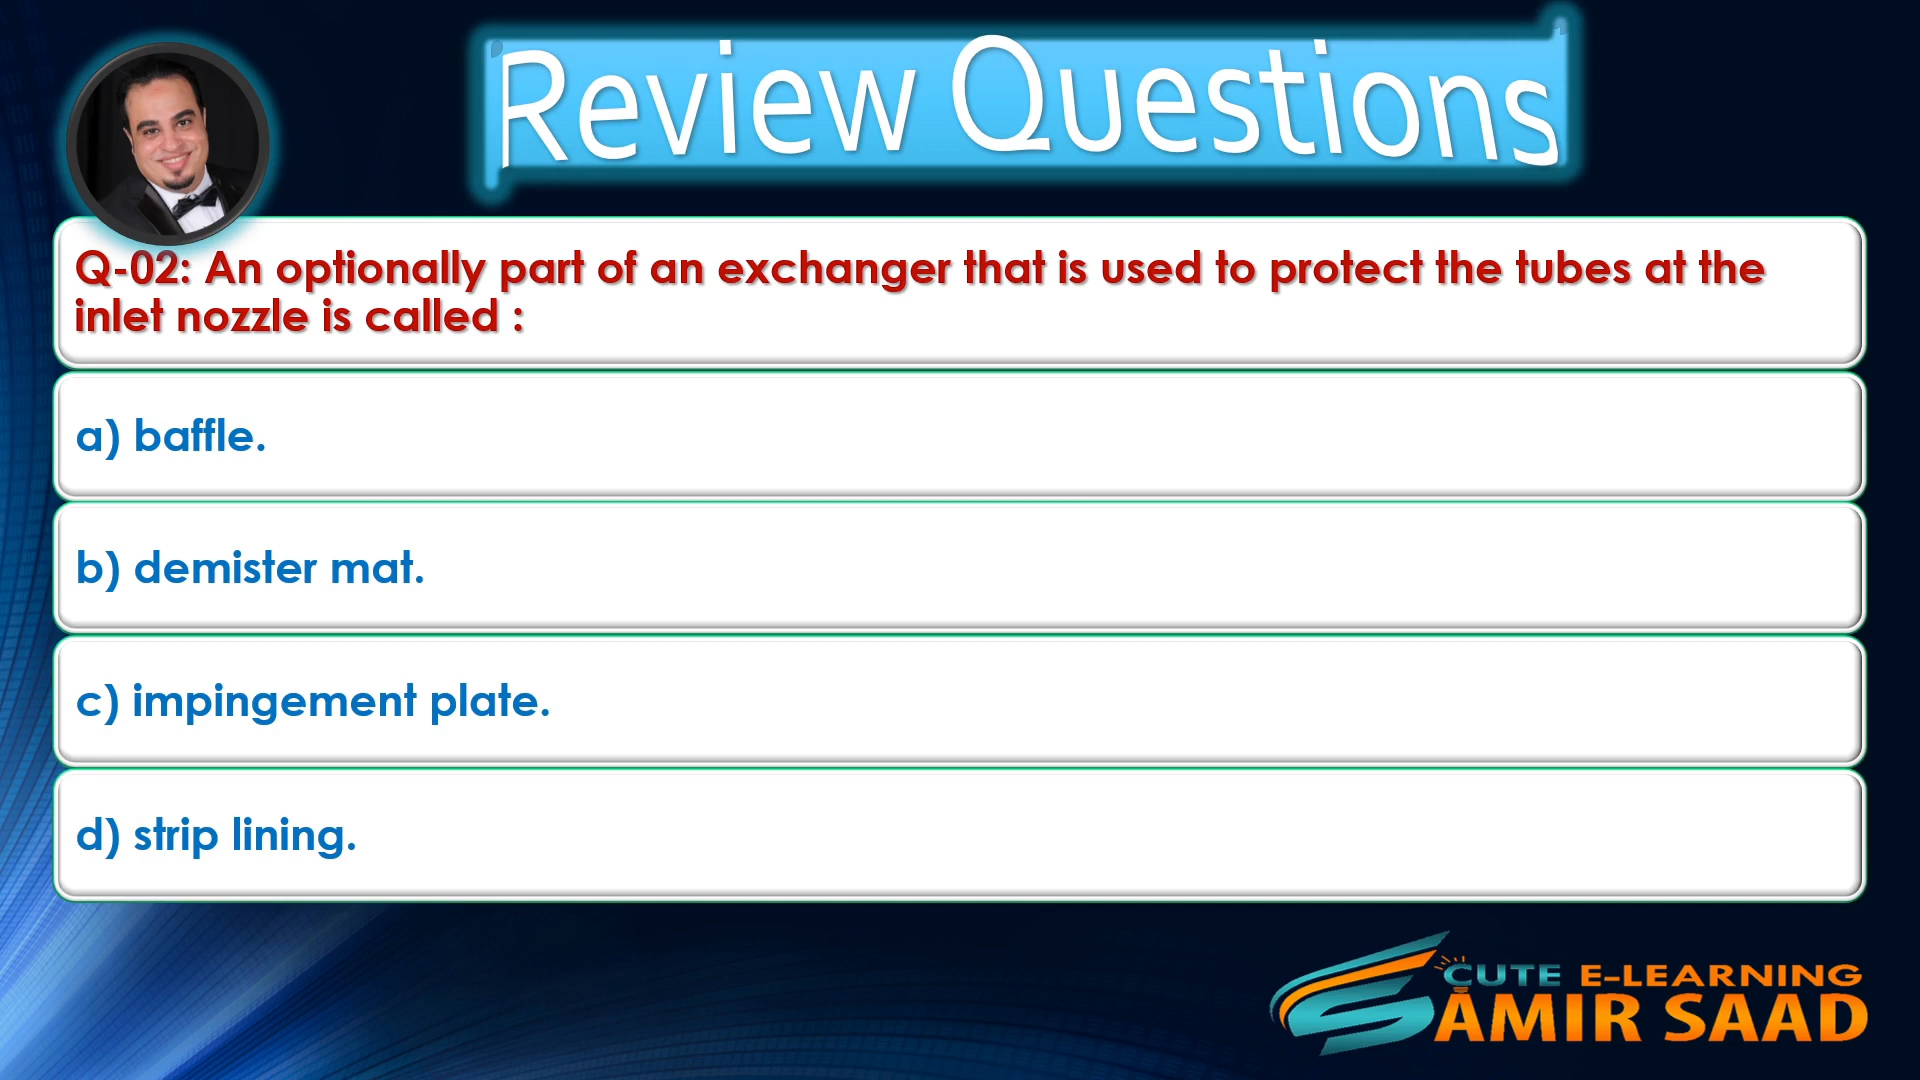 Review Questions
Q-02: An optionally part of an exchanger that is used to protect the tubes at the
inlet nozzle is called :
a) baffle.
b) demister mat.
c) impingement plate.
d) strip lining.
CUTE E-LEARNING
AMIR SAAD